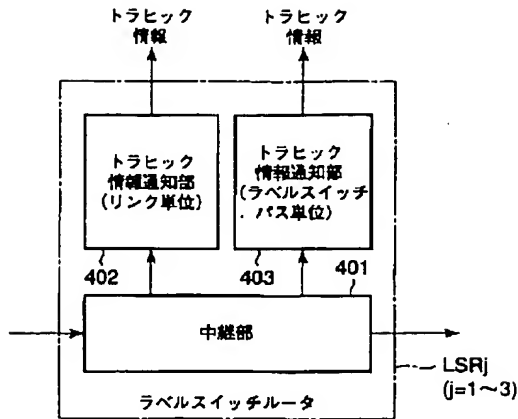 トラヒック
情報
トラヒック
情報
トラヒック
情報通知部
(リンク単位)
トラヒック
情報通知部
(ラベルスイッチ
.パス単位)
402
403
401
中継部
ラベルスイッチルータ
LSRj
(j=1~3)